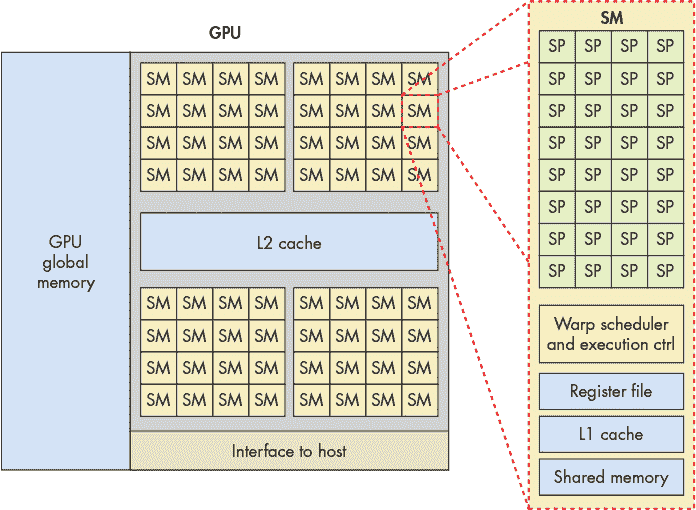 GPU
SM SM SM SM SM SM SM SM
SM SM SM SM SM SM SM SM
SM SM SM SM SM SM SM SM
SM SM SM SM SM SM SM SM
GPU
global
memory
L2 cache
SM SM SM SM SM SM SM SM
SM SM SM SM SM SM SM SM
SM SM SM SM SM SM SM SM
SM SM SM SM SM SM SM SM
Interface to host
SM
SP SP SP SP
SP SP SP SP
SP SP SP SP
SP SP SP SP
SP SP SP SP
SP SP SP SP
SP SP SP SP
SP SP SP SP
Warp scheduler
and execution ctrl
Register file
L1 cache
Shared memory